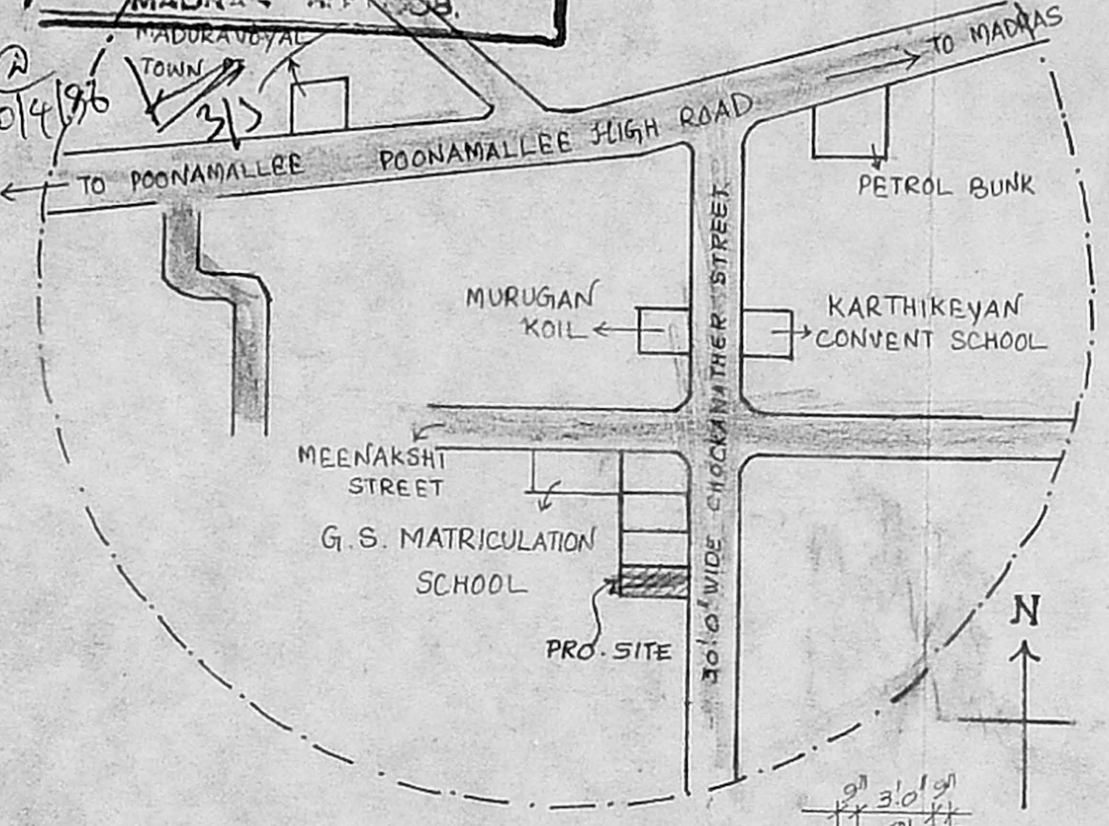 MADURAVOYAL
TOWN
TO MADRAS
TO POONAMALLEE
POONAMALLEE HIGH ROAD
PETROL BUNK
MURUGAN
KOIL
KARTHIKEYAN
CONVENT SCHOOL
30'.0" WIDE CHOCKANATHER STREET
MEENAKSHI
STREET
G.S. MATRICULATION
SCHOOL
PRO. SITE
N
9" 3'.0" 9"